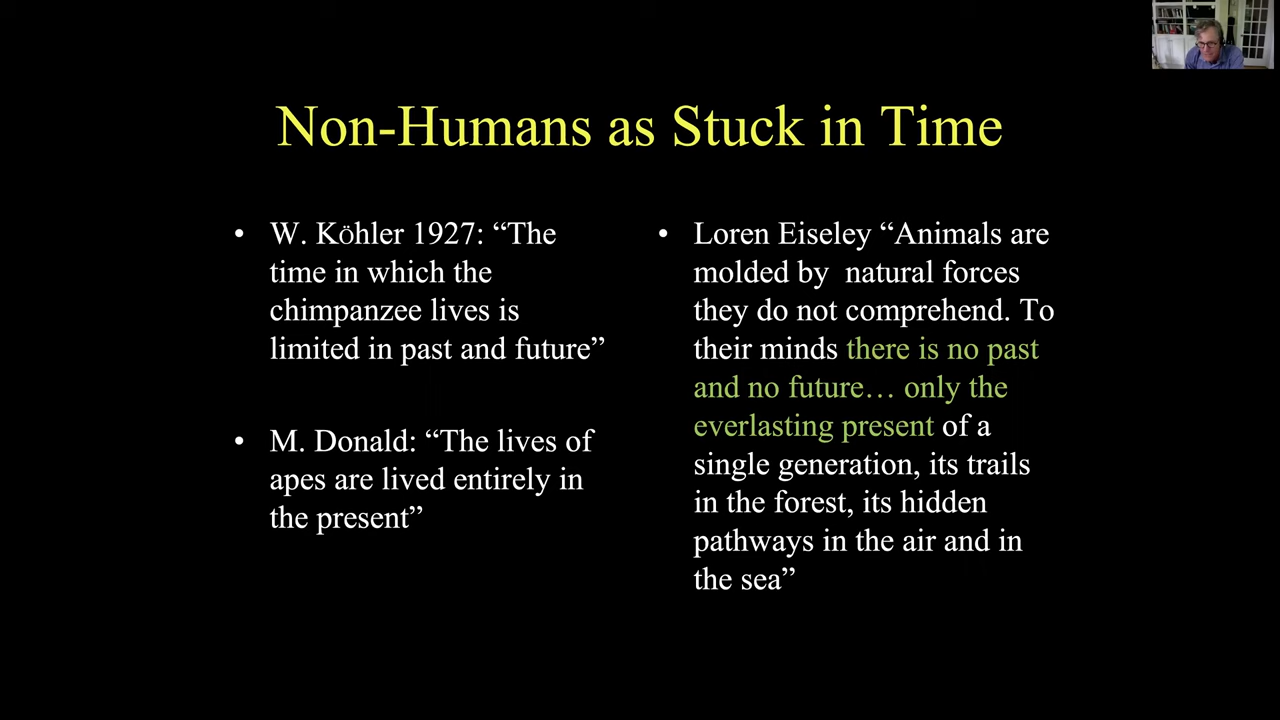 Non-Humans as Stuck in Time
• W. Köhler 1927: “The
time in which the
chimpanzee lives is
limited in past and future”
• M. Donald: “The lives of
apes are lived entirely in
the present”
• Loren Eiseley “Animals are
molded by  natural forces
they do not comprehend. To
their minds there is no past
and no future… only the
everlasting present of a
single generation, its trails
in the forest, its hidden
pathways in the air and in
the sea”